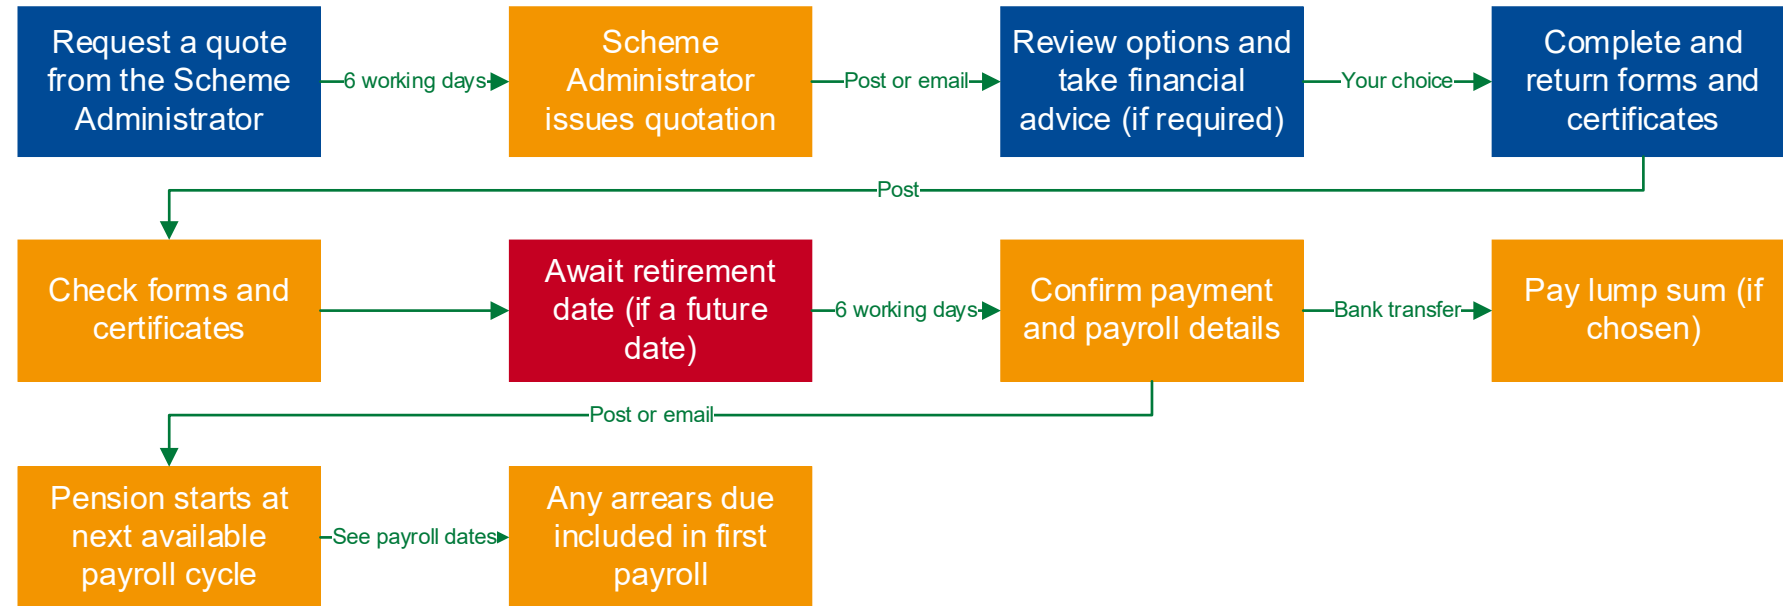 Request a quote
from the Scheme
Administrator
6 working days
Scheme
Administrator
issues quotation
Post or email
Review options and
take financial
advice (if required)
Your choice
Complete and
return forms and
certificates
Post
Check forms and
certificates
Await retirement
date (if a future
date)
6 working days
Confirm payment
and payroll details
Bank transfer
Pay lump sum (if
chosen)
Post or email
Pension starts at
next available
payroll cycle
See payroll dates
Any arrears due
included in first
payroll